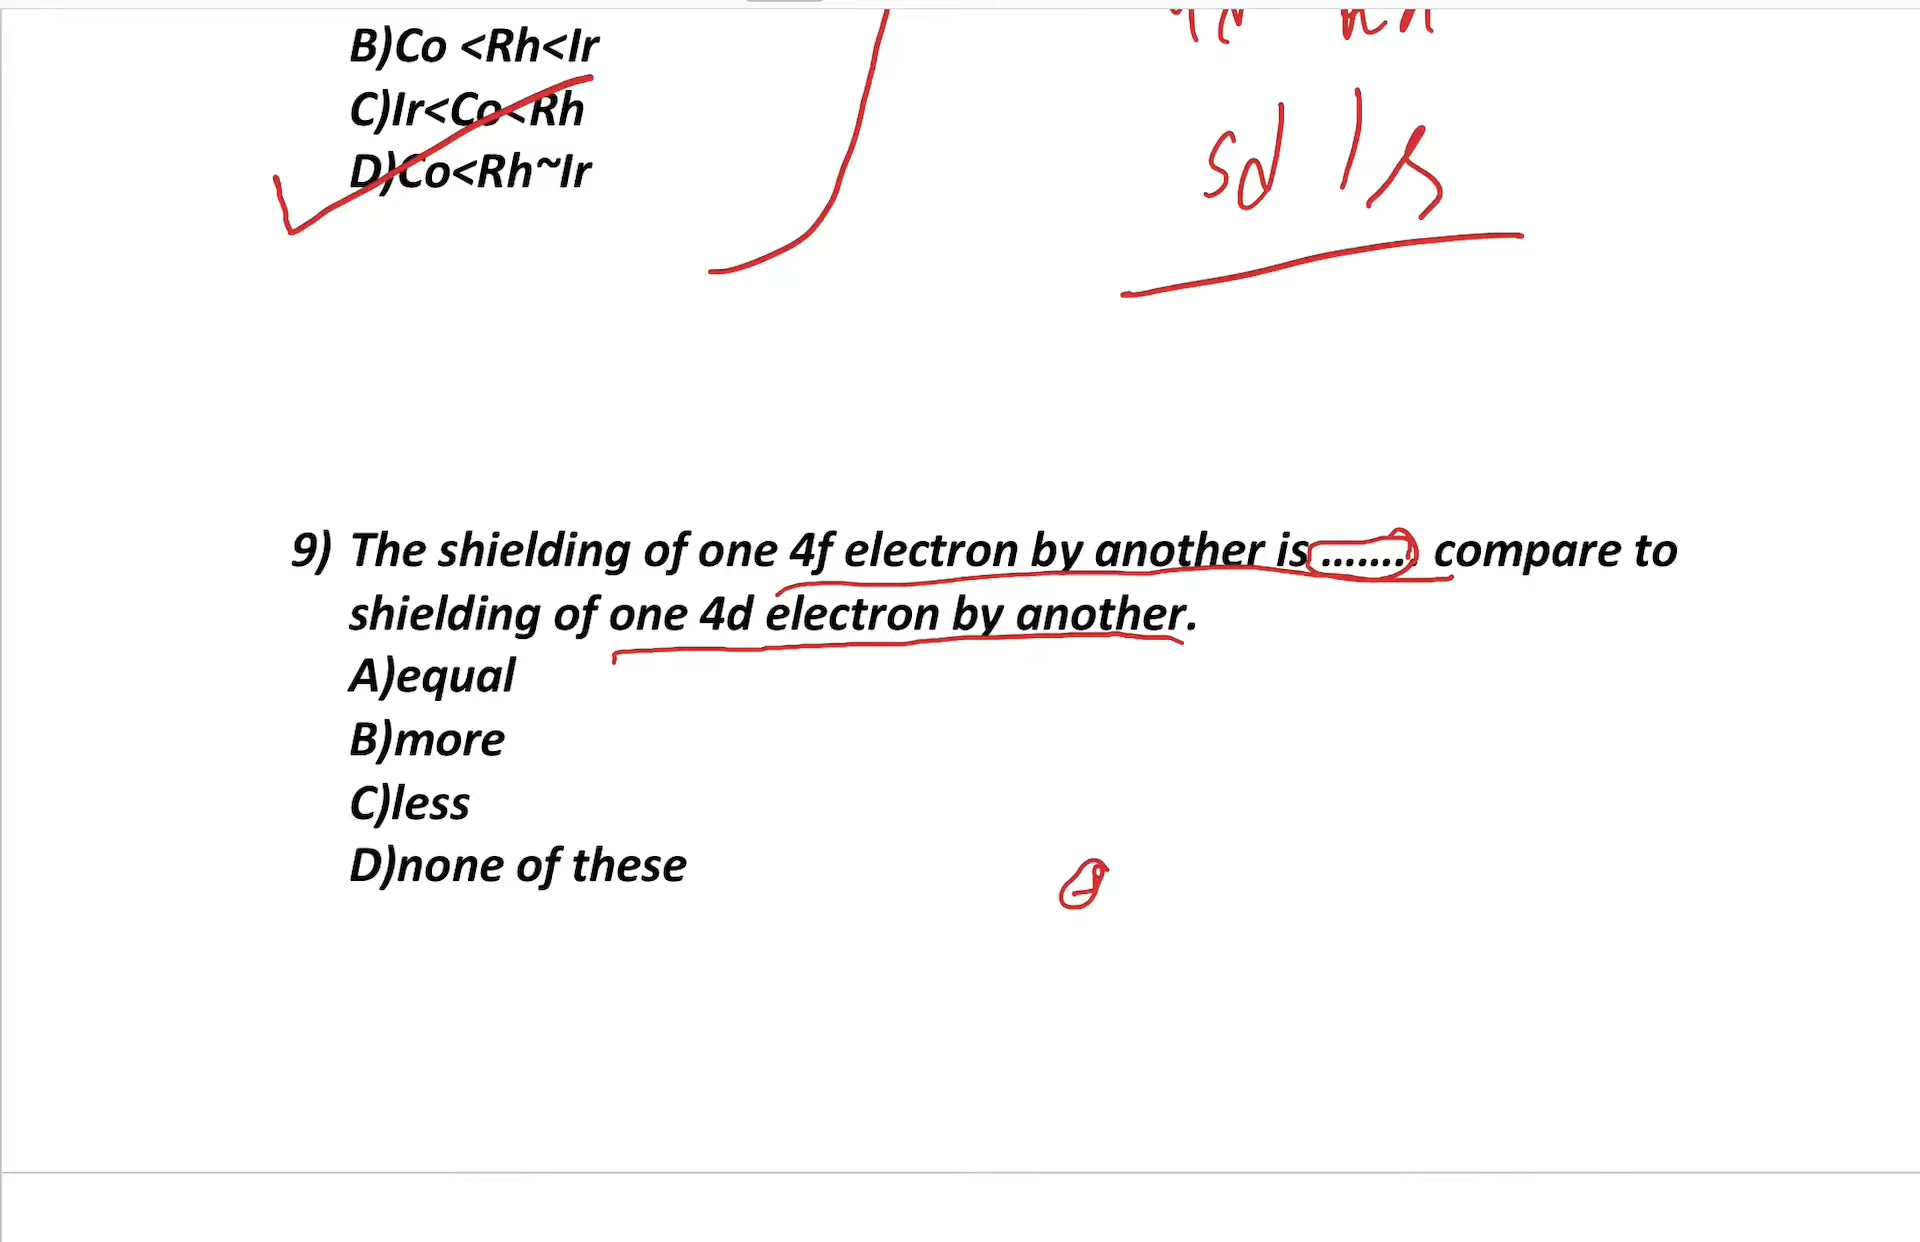 B)Co <Rh<Ir
C)Ir<Co<Rh
D)Co<Rh~Ir
5d Ir
9) The shielding of one 4f electron by another is........ compare to
shielding of one 4d electron by another.
A)equal
B)more
C)less
D)none of these